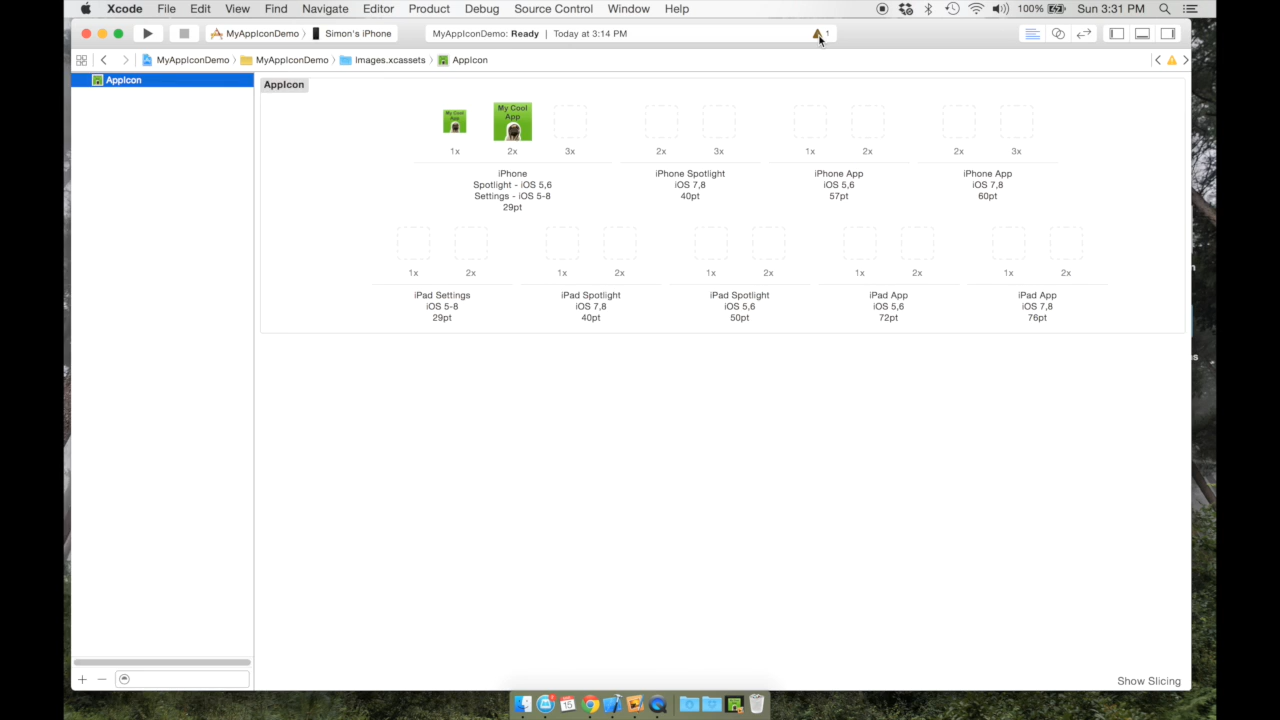 Xcode File Edit View Find Navigate Editor Product Debug Source Control Window Help 100% Sun 3:31 PM
MyAppIconDemo 〉 Simon's iPhone MyAppIconDemo: Ready | Today at 3:14 PM 1
MyAppIconDemo 〉 MyAppIconDemo 〉 Images.xcassets 〉 AppIcon
AppIcon
AppIcon
My Cool
App
My Cool
App
1x 2x 3x 2x 3x 1x 2x 2x 3x
iPhone
Spotlight - iOS 5,6
Settings - iOS 5-8
29pt
iPhone Spotlight
iOS 7,8
40pt
iPhone App
iOS 5,6
57pt
iPhone App
iOS 7,8
60pt
1x 2x 1x 2x 1x 2x 1x 2x 1x 2x
iPad Settings
iOS 5-8
29pt
iPad Spotlight
iOS 7,8
40pt
iPad Spotlight
iOS 5,6
50pt
iPad App
iOS 5,6
72pt
iPad App
iOS 7,8
76pt
Show Slicing
15